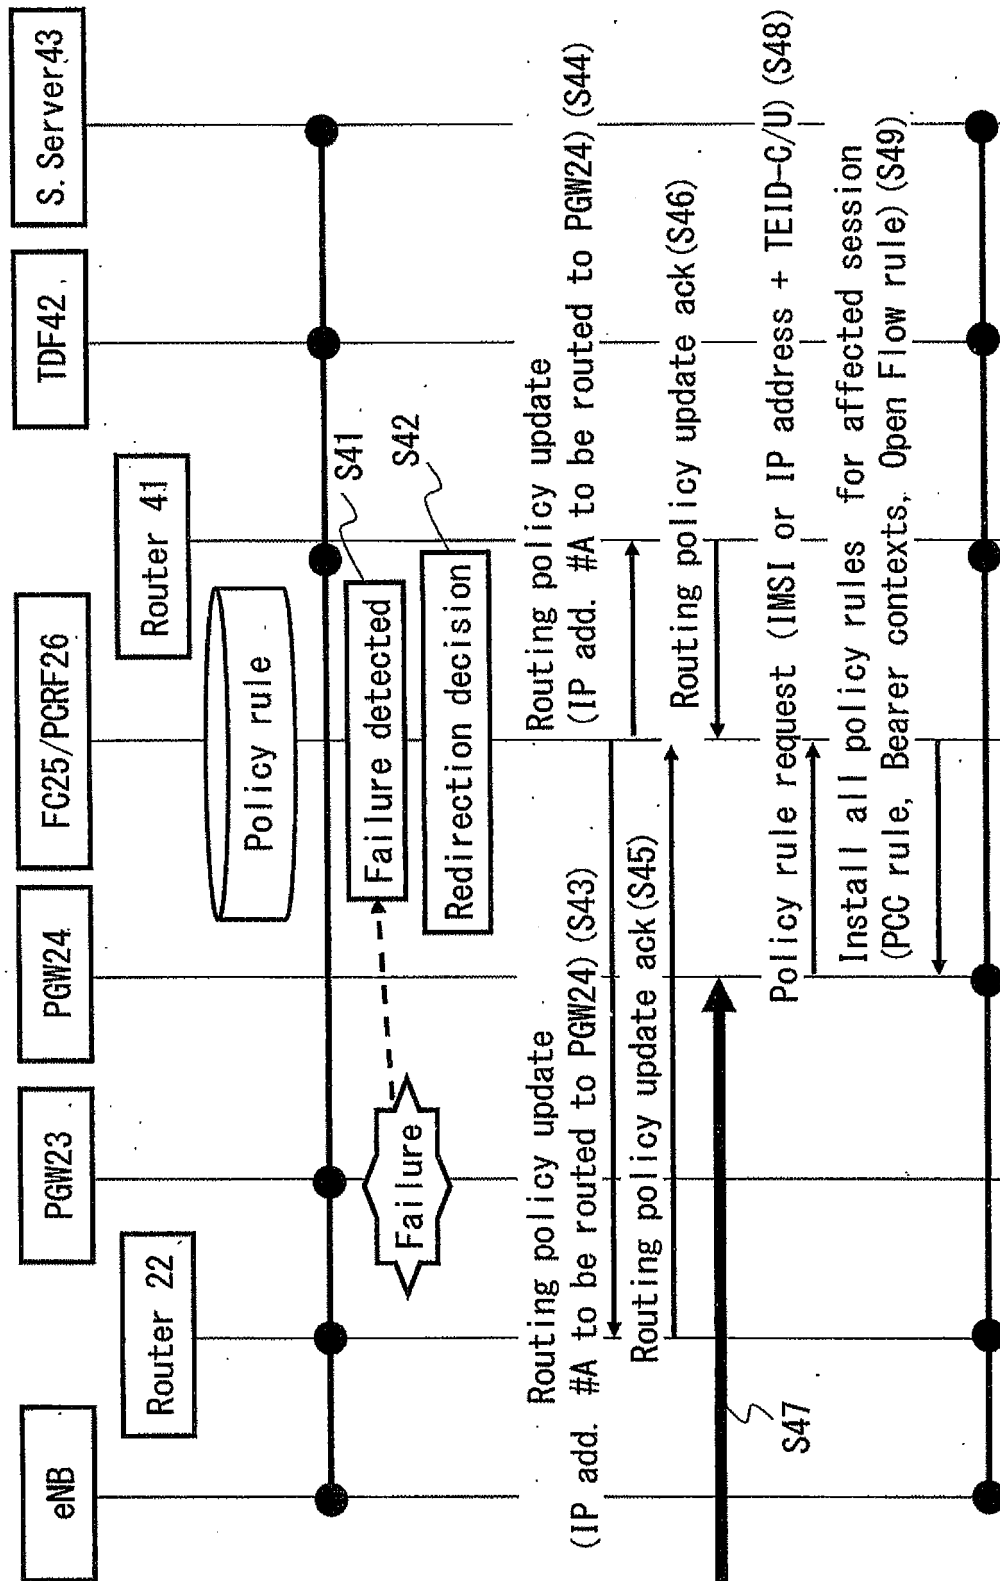 eNB
Router 22
PGW23
PGW24
FC25/PCRF26
Router 41
TDF42
S. Server43
Policy rule
Failure
Failure detected
S41
Redirection decision
S42
Routing policy update
(IP add. #A to be routed to PGW24) (S43)
Routing policy update
(IP add. #A to be routed to PGW24) (S44)
Routing policy update ack(S45)
Routing policy update ack(S46)
S47
Policy rule request (IMSI or IP address + TEID-C/U) (S48)
Install all policy rules for affected session
(PCC rule, Bearer contexts, Open Flow rule) (S49)